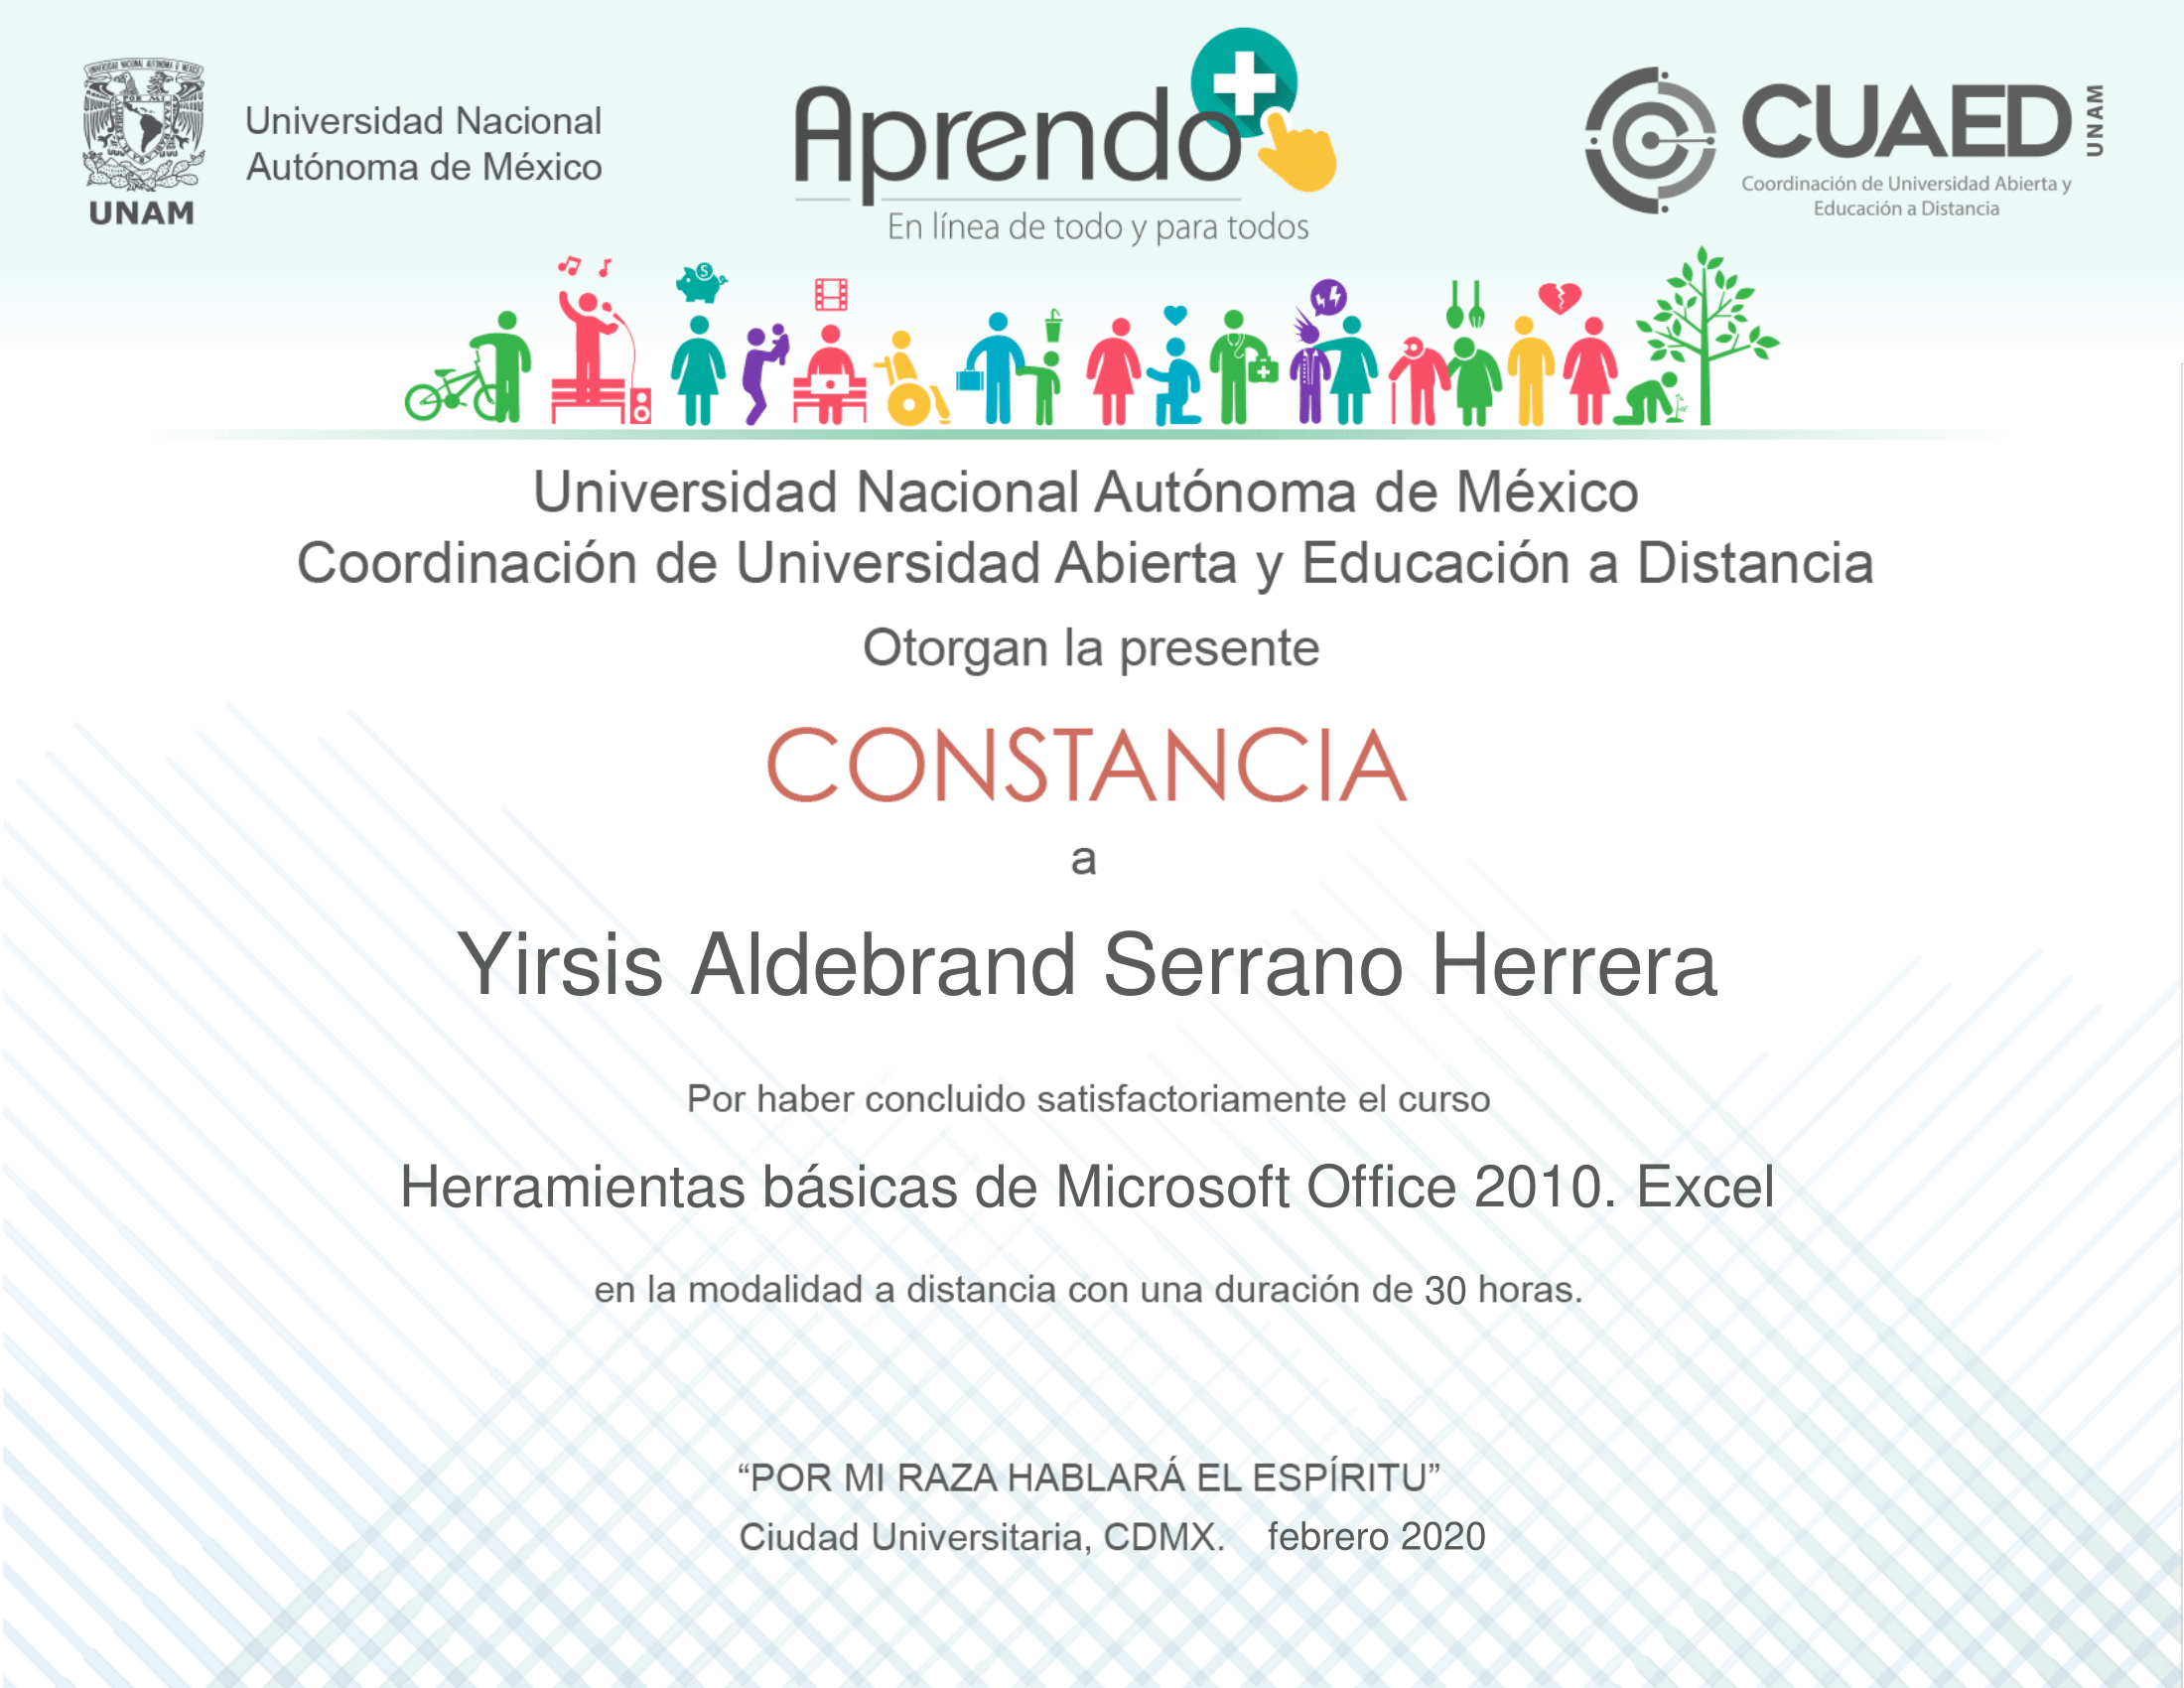 UNAM
Universidad Nacional
Autónoma de México
Aprendo
En línea de todo y para todos
CUAED
UNAM
Coordinación de Universidad Abierta y
Educación a Distancia
Universidad Nacional Autónoma de México
Coordinación de Universidad Abierta y Educación a Distancia
Otorgan la presente
CONSTANCIA
a
Yirsis Aldebrand Serrano Herrera
Por haber concluido satisfactoriamente el curso
Herramientas básicas de Microsoft Office 2010. Excel
en la modalidad a distancia con una duración de 30 horas.
“POR MI RAZA HABLARÁ EL ESPÍRITU”
Ciudad Universitaria, CDMX. febrero 2020